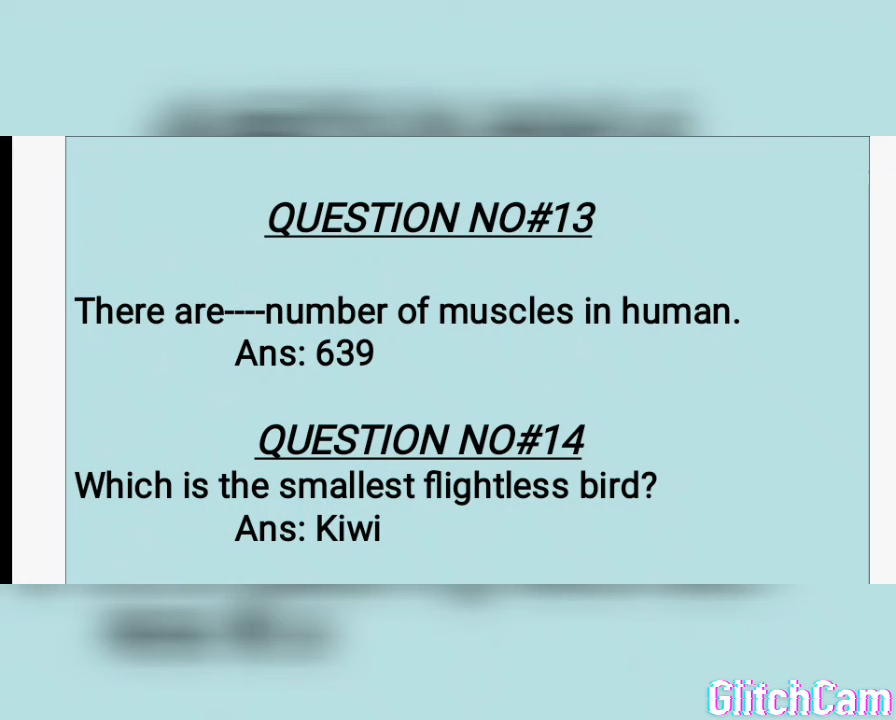 QUESTION NO#13
There are----number of muscles in human.
Ans: 639
QUESTION NO#14
Which is the smallest flightless bird?
Ans: Kiwi
GlitchCam